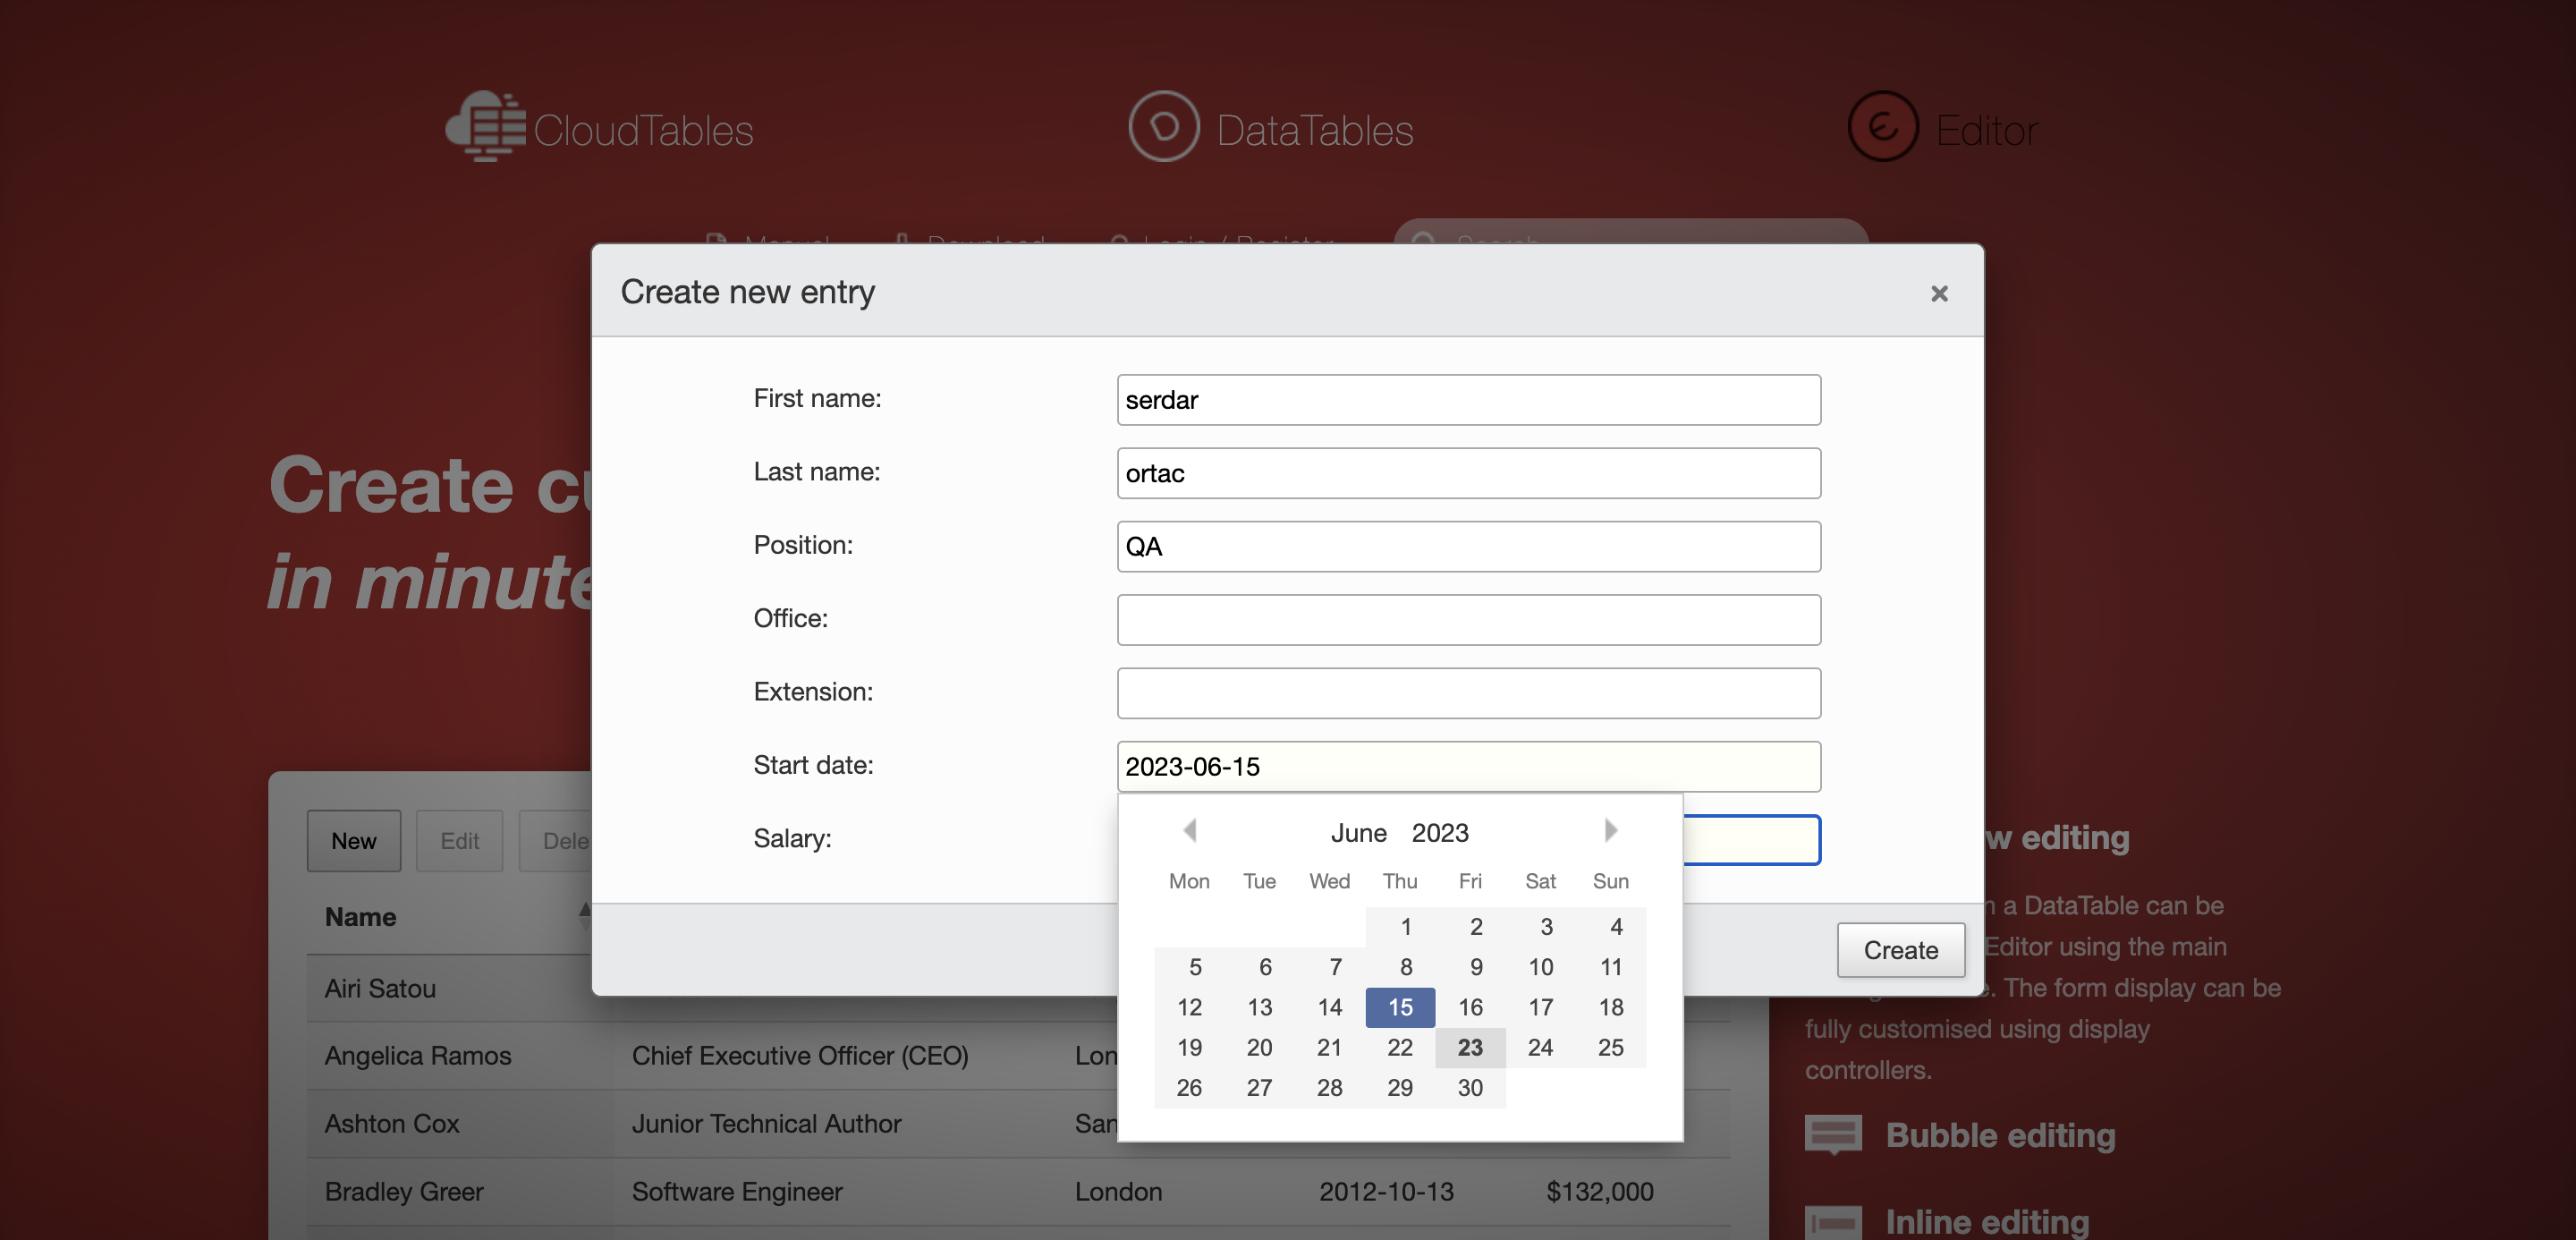 CloudTables
DataTables
Editor
Manual
Download
Login / Register
Search
Create new entry
×
First name:
serdar
Last name:
ortac
Position:
QA
Office:
Extension:
Start date:
2023-06-15
Salary:
June 2023
Mon Tue Wed Thu Fri Sat Sun
1 2 3 4
5 6 7 8 9 10 11
12 13 14 15 16 17 18
19 20 21 22 23 24 25
26 27 28 29 30
Create
Create
in minute
New Edit Dele
Name
Airi Satou
Angelica Ramos Chief Executive Officer (CEO) Lon
Ashton Cox Junior Technical Author San
Bradley Greer Software Engineer London 2012-10-13 $132,000
w editing
a DataTable can be
Editor using the main
. The form display can be
fully customised using display
controllers.
Bubble editing
Inline editing